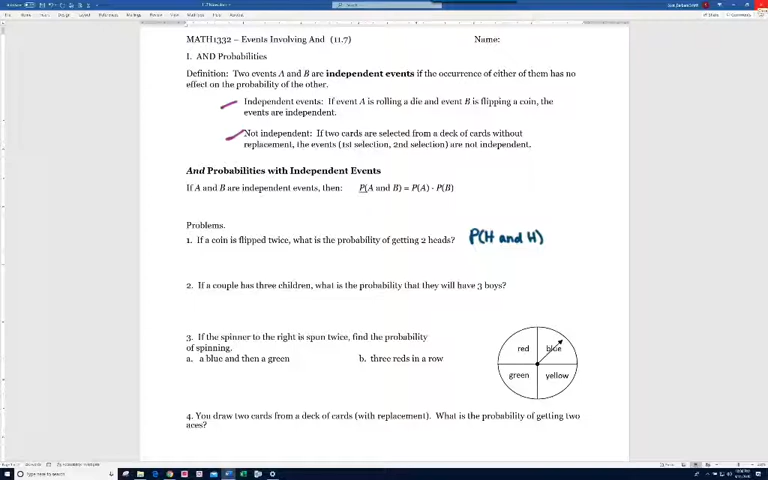 MATH1332 – Events Involving And (11.7) Name:
I. AND Probabilities
Definition: Two events A and B are independent events if the occurrence of either of them has no
effect on the probability of the other.
Independent events: If event A is rolling a die and event B is flipping a coin, the
events are independent.
Not independent: If two cards are selected from a deck of cards without
replacement, the events (1st selection, 2nd selection) are not independent.
And Probabilities with Independent Events
If A and B are independent events, then: P(A and B) = P(A) · P(B)
Problems.
1. If a coin is flipped twice, what is the probability of getting 2 heads? P(H and H)
2. If a couple has three children, what is the probability that they will have 3 boys?
3. If the spinner to the right is spun twice, find the probability
of spinning.
a. a blue and then a green b. three reds in a row
red blue
green yellow
4. You draw two cards from a deck of cards (with replacement). What is the probability of getting two
aces?
Type here to search